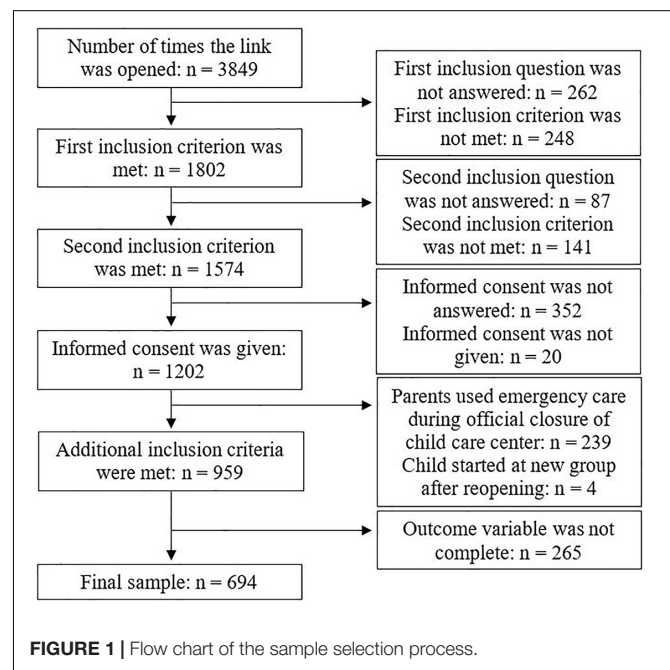 Number of times the link
was opened: n = 3849
First inclusion question was
not answered: n = 262
First inclusion criterion was
not met: n = 248
First inclusion criterion was
met: n = 1802
Second inclusion question
was not answered: n = 87
Second inclusion criterion
was not met: n = 141
Second inclusion criterion
was met: n = 1574
Informed consent was not
answered: n = 352
Informed consent was not
given: n = 20
Informed consent was given:
n = 1202
Parents used emergency care
during official closure of
child care center: n = 239
Child started at new group
after reopening: n = 4
Additional inclusion criteria
were met: n = 959
Outcome variable was not
complete: n = 265
Final sample: n = 694
FIGURE 1 | Flow chart of the sample selection process.